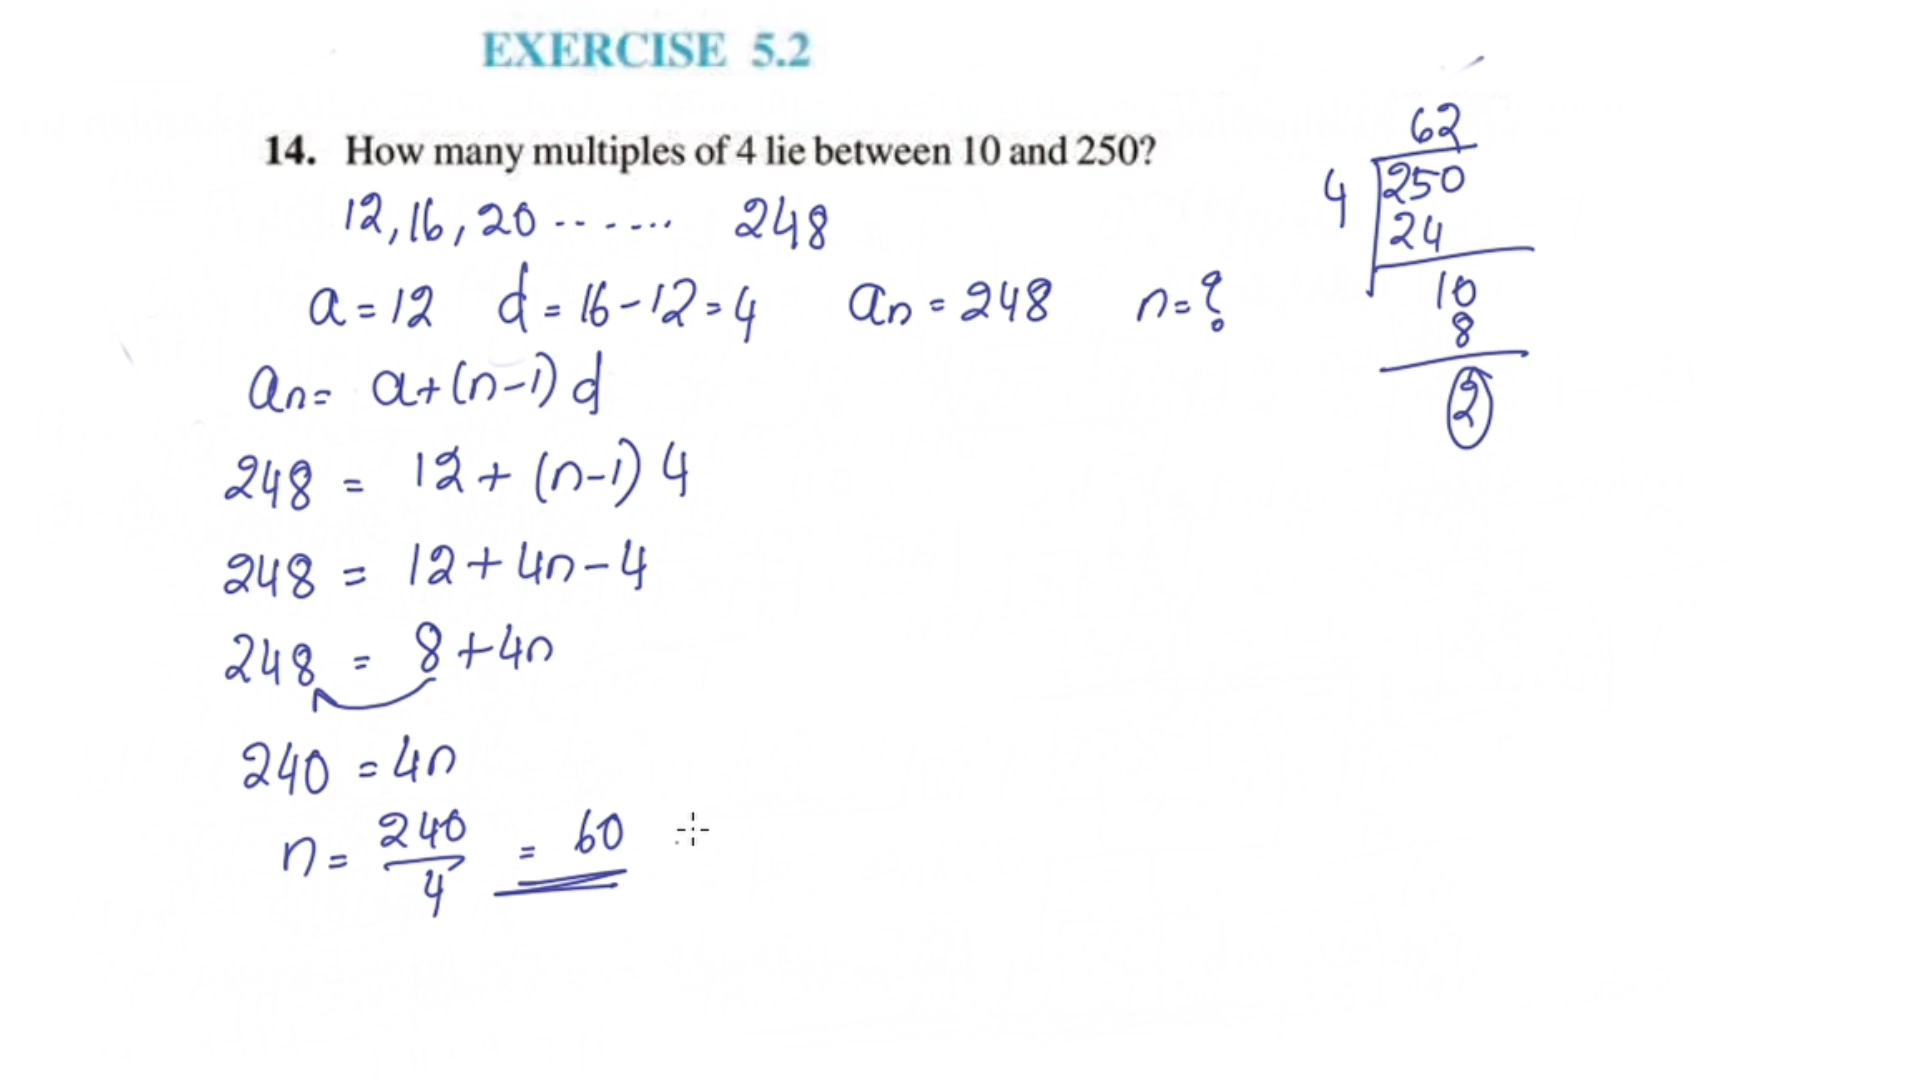 EXERCISE 5.2
14. How many multiples of 4 lie between 10 and 250?
12, 16, 20 ------- 248
a = 12 d = 16 - 12 = 4 an = 248 n = ?
an = a + (n-1) d
248 = 12 + (n-1) 4
248 = 12 + 4n - 4
248 = 8 + 4n
240 = 4n
n = 240/4 = 60
62
4 250
24
10
8
2